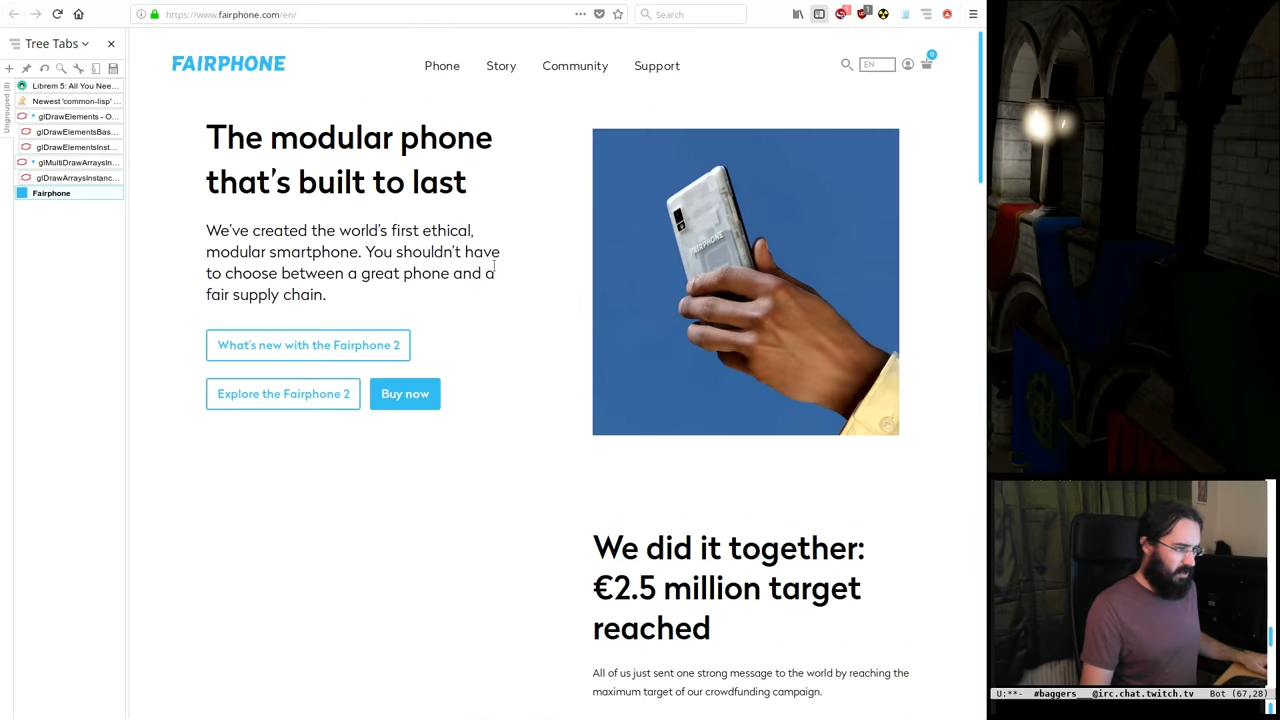 https://www.fairphone.com/en/
Search
Tree Tabs
Ungrouped (8)
Librem 5: All You Nee...
Newest 'common-lisp' ...
glDrawElements - O...
glDrawElementsBas...
glDrawElementsInst...
glMultiDrawArraysIn...
glDrawArraysInstanc...
Fairphone
FAIRPHONE
Phone
Story
Community
Support
EN
0
The modular phone
that's built to last
We've created the world's first ethical,
modular smartphone. You shouldn't have
to choose between a great phone and a
fair supply chain.
What's new with the Fairphone 2
Explore the Fairphone 2
Buy now
FAIRPHONE
We did it together:
€2.5 million target
reached
All of us just sent one strong message to the world by reaching the
maximum target of our crowdfunding campaign.
U:**- #baggers__@irc.chat.twitch.tv Bot (67,28)